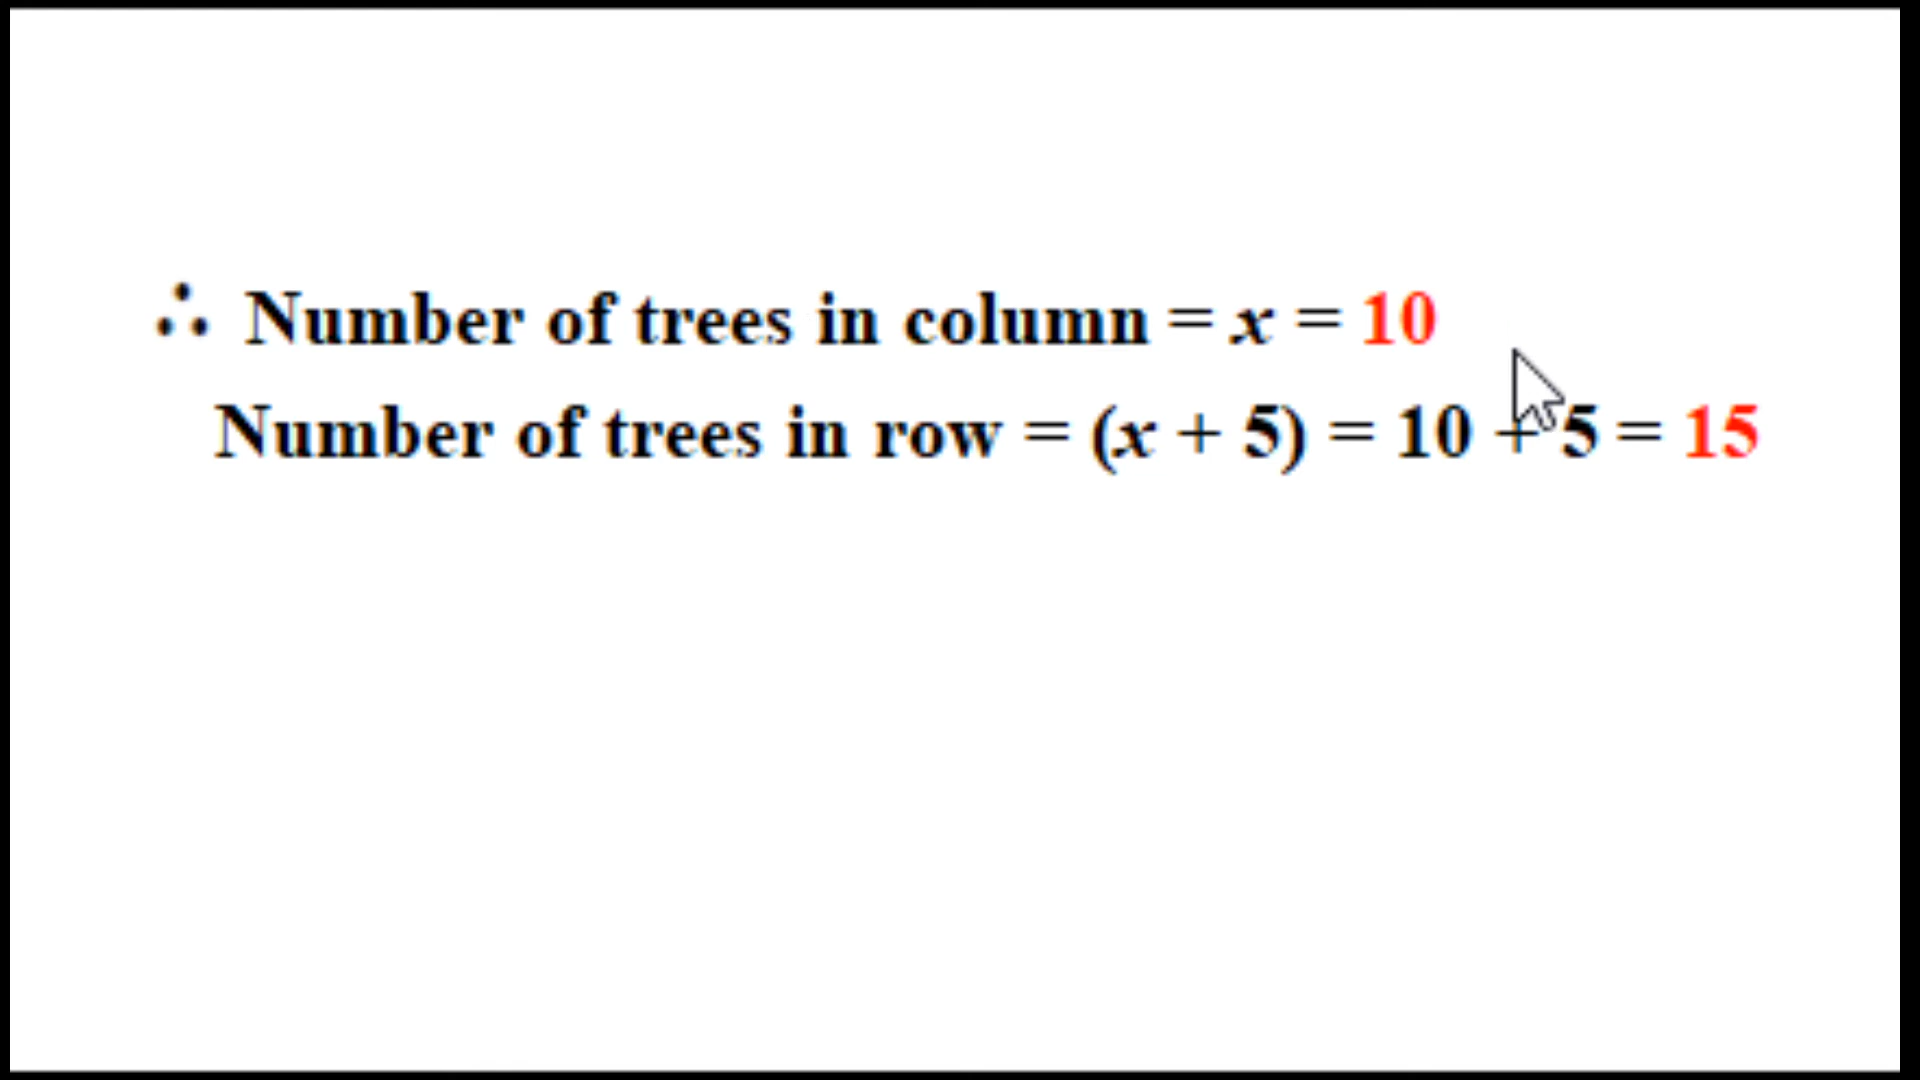 ∴ Number of trees in column = x = 10
Number of trees in row = (x + 5) = 10 + 5 = 15